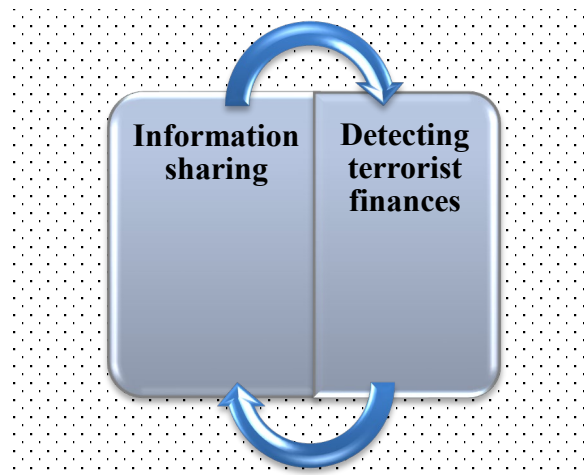 Information
sharing
Detecting
terrorist
finances